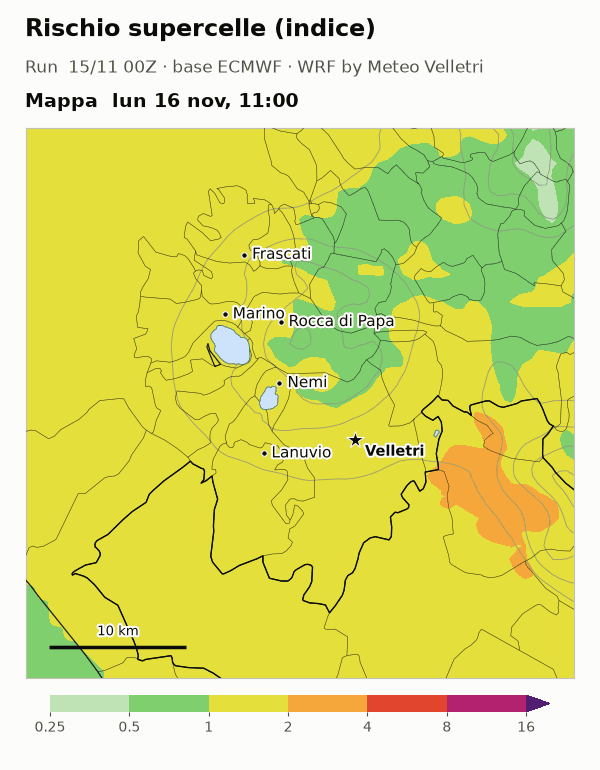 Rischio supercelle (indice)
Run  15/11 00Z · base ECMWF · WRF by Meteo Velletri
Mappa  lun 16 nov, 11:00
Frascati
Marino
Rocca di Papa
Nemi
Velletri
Lanuvio
10 km
0.25 0.5 1 2 4 8 16